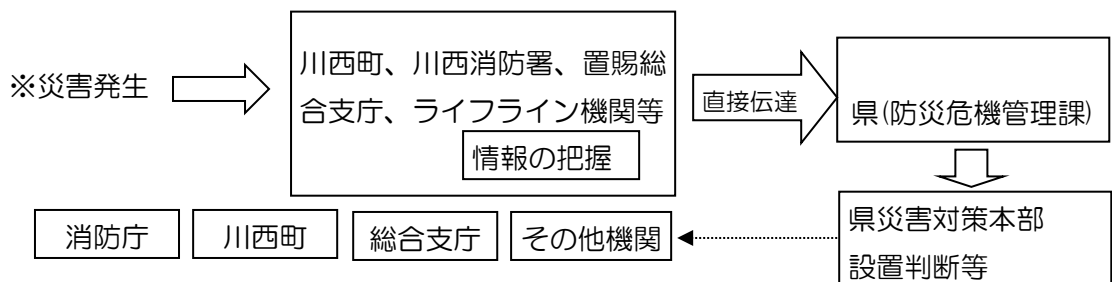 ※災害発生
川西町、川西消防署、置賜総
合支庁、ライフライン機関等
情報の把握
直接伝達
県(防災危機管理課)
県災害対策本部
設置判断等
消防庁
川西町
総合支庁
その他機関